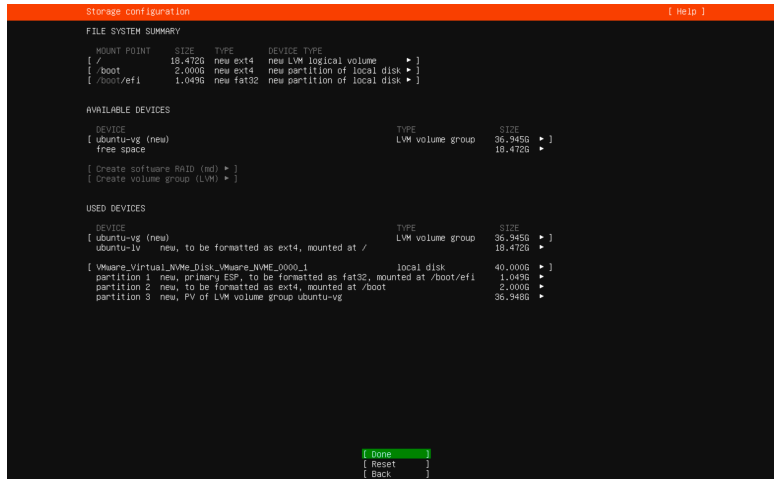 Storage configuration [ Help ]
FILE SYSTEM SUMMARY
MOUNT POINT SIZE TYPE DEVICE TYPE
[ / 18.472G new ext4 new LVM logical volume ▸ ]
[ /boot 2.000G new ext4 new partition of local disk ▸ ]
[ /boot/efi 1.049G new fat32 new partition of local disk ▸ ]
AVAILABLE DEVICES
DEVICE TYPE SIZE
[ ubuntu-vg (new) LVM volume group 36.945G ▸ ]
free space 18.472G ▸
[ Create software RAID (md) ▸ ]
[ Create volume group (LVM) ▸ ]
USED DEVICES
DEVICE TYPE SIZE
[ ubuntu-vg (new) LVM volume group 36.945G ▸ ]
ubuntu-lv new, to be formatted as ext4, mounted at / 18.472G ▸
[ VMware_Virtual_NVMe_Disk_VMware_NVME_0000_1 local disk 40.000G ▸ ]
partition 1 new, primary ESP, to be formatted as fat32, mounted at /boot/efi 1.049G ▸
partition 2 new, to be formatted as ext4, mounted at /boot 2.000G ▸
partition 3 new, PV of LVM volume group ubuntu-vg 36.948G ▸
[ Done ]
[ Reset ]
[ Back ]